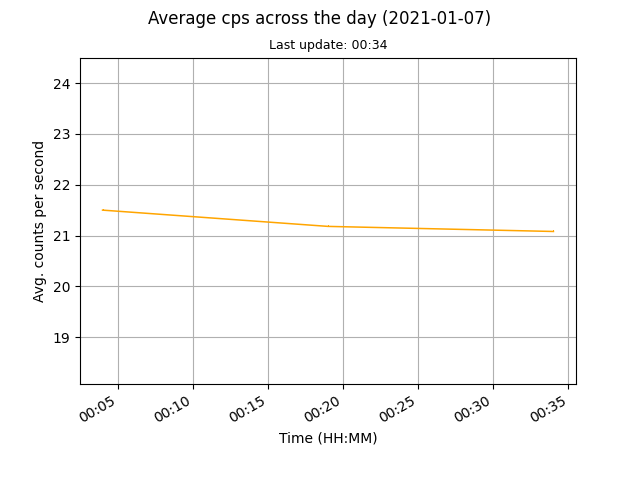 Average cps across the day (2021-01-07)
Last update: 00:34
24
23
22
21
20
19
Avg. counts per second
00:05 00:10 00:15 00:20 00:25 00:30 00:35
Time (HH:MM)